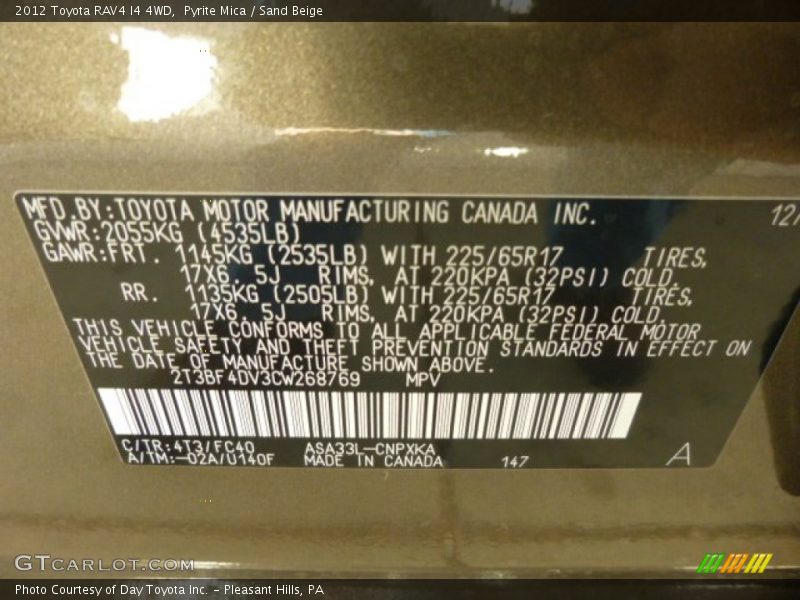 2012 Toyota RAV4 I4 4WD, Pyrite Mica / Sand Beige
MFD.BY:TOYOTA MOTOR MANUFACTURING CANADA INC. 12/
GVWR:2055KG (4535LB)
GAWR:FRT. 1145KG (2535LB) WITH 225/65R17 TIRES,
17X6.5J RIMS, AT 220KPA (32PSI) COLD.
RR. 1135KG (2505LB) WITH 225/65R17 TIRES,
17X6.5J RIMS, AT 220KPA (32PSI) COLD.
THIS VEHICLE CONFORMS TO ALL APPLICABLE FEDERAL MOTOR
VEHICLE SAFETY AND THEFT PREVENTION STANDARDS IN EFFECT ON
THE DATE OF MANUFACTURE SHOWN ABOVE.
2T3BF4DV3CW268769 MPV
C/TR:4T3/FC40 ASA33L-CNPXKA
A/TM:-02A/U140F MADE IN CANADA 147 A
GTCARLOT.COM
Photo Courtesy of Day Toyota Inc. - Pleasant Hills, PA